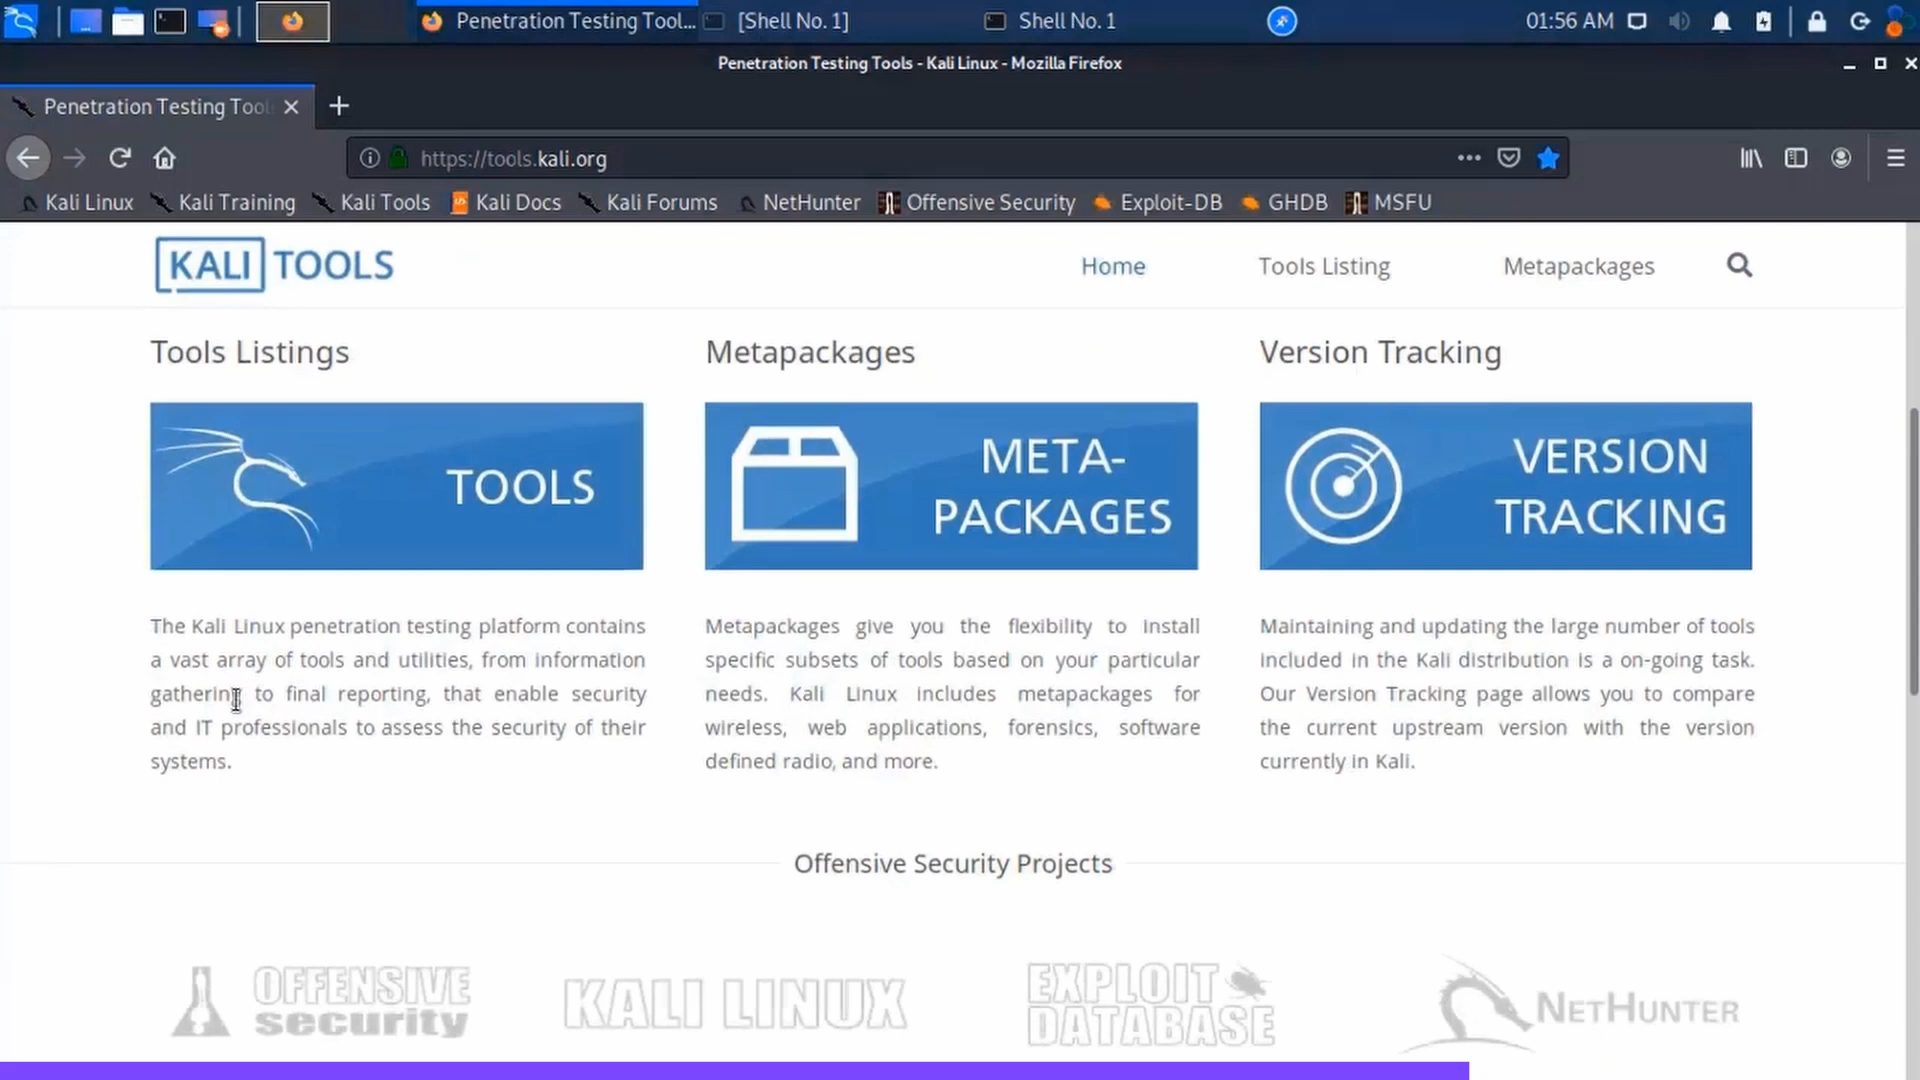 Penetration Testing Tool... [Shell No. 1] Shell No. 1 01:56 AM
Penetration Testing Tools - Kali Linux - Mozilla Firefox
Penetration Testing Tool
https://tools.kali.org
Kali Linux Kali Training Kali Tools Kali Docs Kali Forums NetHunter Offensive Security Exploit-DB GHDB MSFU
KALI TOOLS Home Tools Listing Metapackages
Tools Listings
TOOLS
The Kali Linux penetration testing platform contains
a vast array of tools and utilities, from information
gathering to final reporting, that enable security
and IT professionals to assess the security of their
systems.
Metapackages
META-
PACKAGES
Metapackages give you the flexibility to install
specific subsets of tools based on your particular
needs. Kali Linux includes metapackages for
wireless, web applications, forensics, software
defined radio, and more.
Version Tracking
VERSION
TRACKING
Maintaining and updating the large number of tools
included in the Kali distribution is a on-going task.
Our Version Tracking page allows you to compare
the current upstream version with the version
currently in Kali.
Offensive Security Projects
OFFENSIVE
security
KALI LINUX
EXPLOIT
DATABASE
NETHUNTER